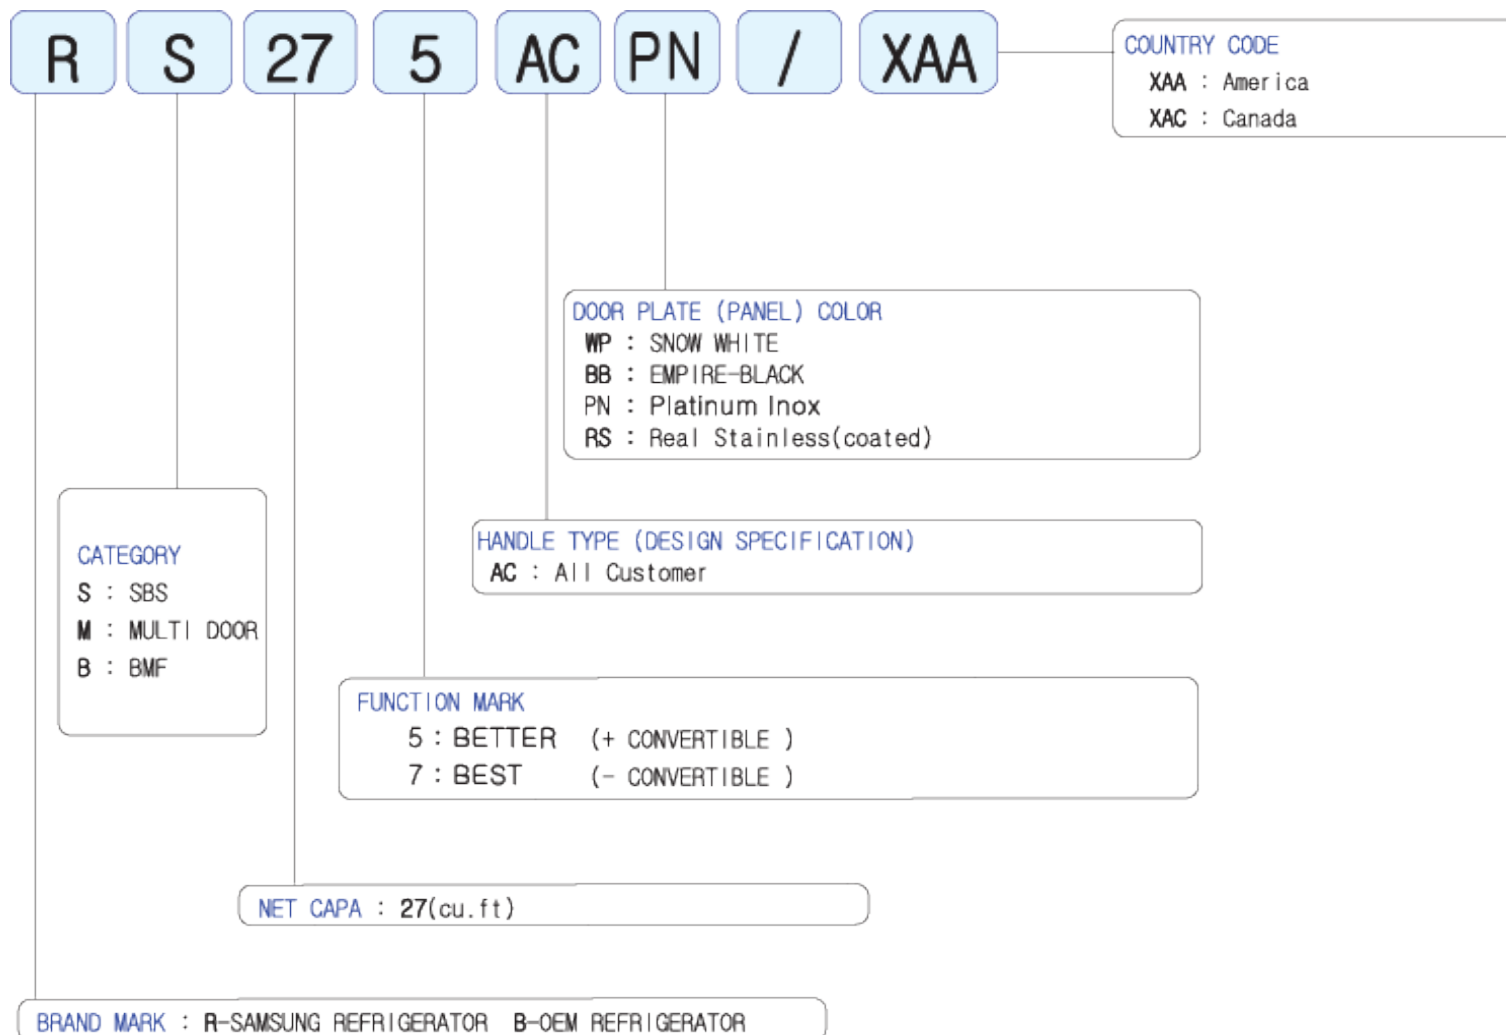 R S 27 5 AC PN / XAA
COUNTRY CODE
XAA : America
XAC : Canada
DOOR PLATE (PANEL) COLOR
WP : SNOW WHITE
BB : EMPIRE-BLACK
PN : Platinum Inox
RS : Real Stainless(coated)
CATEGORY
S : SBS
M : MULTI DOOR
B : BMF
HANDLE TYPE (DESIGN SPECIFICATION)
AC : All Customer
FUNCTION MARK
5 : BETTER (+ CONVERTIBLE )
7 : BEST (- CONVERTIBLE )
NET CAPA : 27(cu.ft)
BRAND MARK : R-SAMSUNG REFRIGERATOR B-OEM REFRIGERATOR